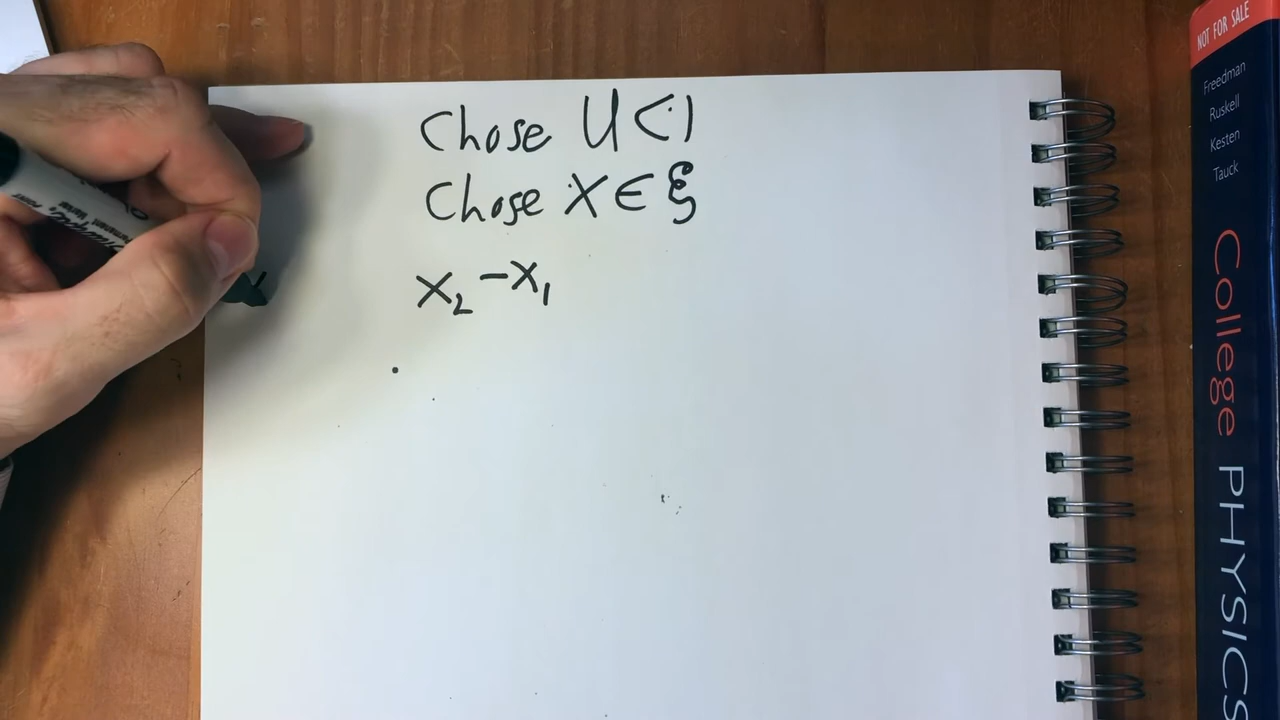 Chose U < 1
Chose X ∈ ξ
X₂ - X₁
NOT FOR SALE
Freedman
Ruskell
Kesten
Tauck
College PHYSICS